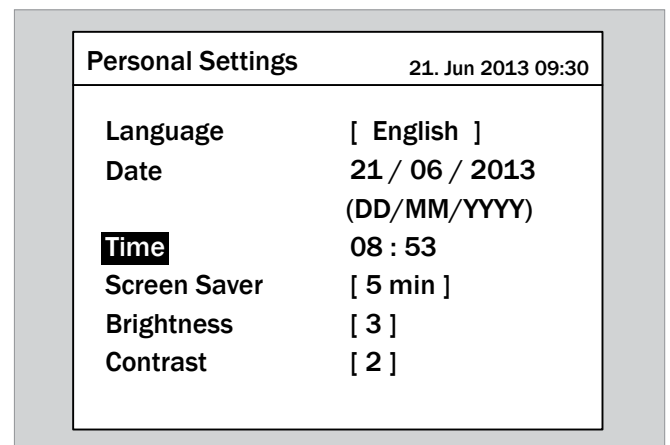 Personal Settings 21. Jun 2013 09:30
Language [ English ]
Date 21 / 06 / 2013
(DD/MM/YYYY)
Time 08 : 53
Screen Saver [ 5 min ]
Brightness [ 3 ]
Contrast [ 2 ]